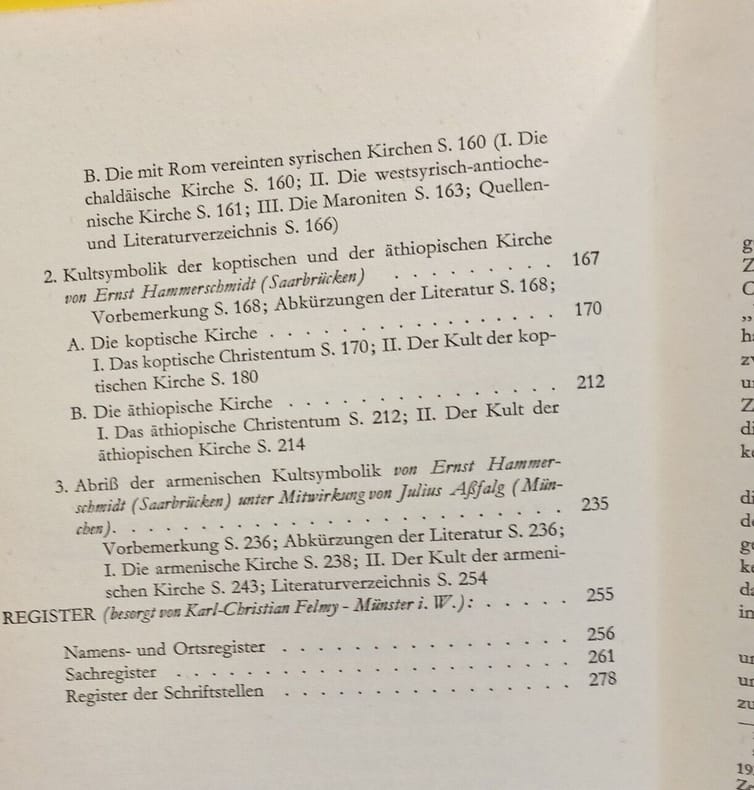 B. Die mit Rom vereinten syrischen Kirchen S. 160 (I. Die
chaldäische Kirche S. 160; II. Die westsyrisch-antioche-
nische Kirche S. 161; III. Die Maroniten S. 163; Quellen-
und Literaturverzeichnis S. 166)
2. Kultsymbolik der koptischen und der äthiopischen Kirche
von Ernst Hammerschmidt (Saarbrücken) . . . . . . . . . 167
Vorbemerkung S. 168; Abkürzungen der Literatur S. 168;
A. Die koptische Kirche . . . . . . . . . . . . . . . 170
I. Das koptische Christentum S. 170; II. Der Kult der kop-
tischen Kirche S. 180
B. Die äthiopische Kirche . . . . . . . . . . . . . . 212
I. Das äthiopische Christentum S. 212; II. Der Kult der
äthiopischen Kirche S. 214
3. Abriß der armenischen Kultsymbolik von Ernst Hammer-
schmidt (Saarbrücken) unter Mitwirkung von Julius Aßfalg (Mün-
chen). . . . . . . . . . . . . . . . . . . . . . . 235
Vorbemerkung S. 236; Abkürzungen der Literatur S. 236;
I. Die armenische Kirche S. 238; II. Der Kult der armeni-
schen Kirche S. 243; Literaturverzeichnis S. 254
REGISTER (besorgt von Karl-Christian Felmy - Münster i. W.): . . . . . 255
Namens- und Ortsregister . . . . . . . . . . . . . . 256
Sachregister . . . . . . . . . . . . . . . . . . . 261
Register der Schriftstellen . . . . . . . . . . . . . . 278